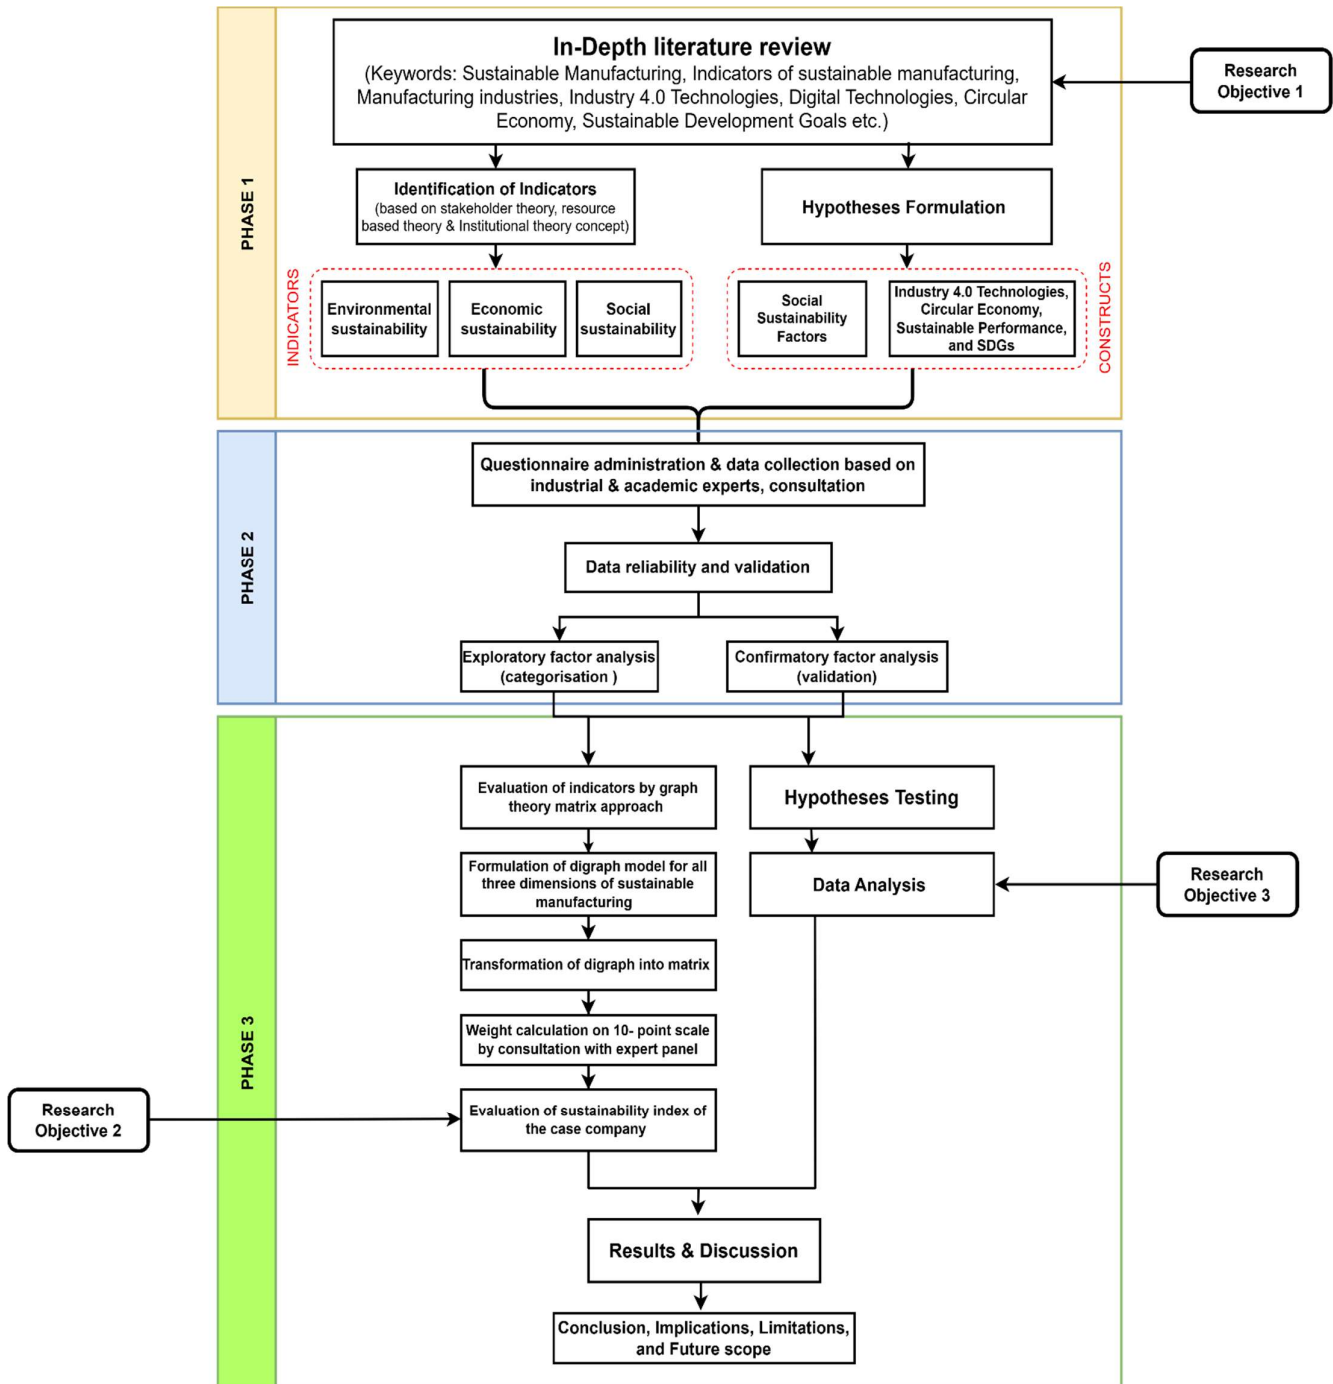 In-Depth literature review
(Keywords: Sustainable Manufacturing, Indicators of sustainable manufacturing,
Manufacturing industries, Industry 4.0 Technologies, Digital Technologies, Circular
Economy, Sustainable Development Goals etc.)
Research
Objective 1
PHASE 1
Identification of Indicators
(based on stakeholder theory, resource
based theory & Institutional theory concept)
Hypotheses Formulation
INDICATORS
Environmental
sustainability
Economic
sustainability
Social
sustainability
Social
Sustainability
Factors
Industry 4.0 Technologies,
Circular Economy,
Sustainable Performance,
and SDGs
CONSTRUCTS
PHASE 2
Questionnaire administration & data collection based on
industrial & academic experts, consultation
Data reliability and validation
Exploratory factor analysis
(categorisation )
Confirmatory factor analysis
(validation)
PHASE 3
Evaluation of indicators by graph
theory matrix approach
Hypotheses Testing
Formulation of digraph model for all
three dimensions of sustainable
manufacturing
Data Analysis
Research
Objective 3
Transformation of digraph into matrix
Weight calculation on 10- point scale
by consultation with expert panel
Research
Objective 2
Evaluation of sustainability index of
the case company
Results & Discussion
Conclusion, Implications, Limitations,
and Future scope